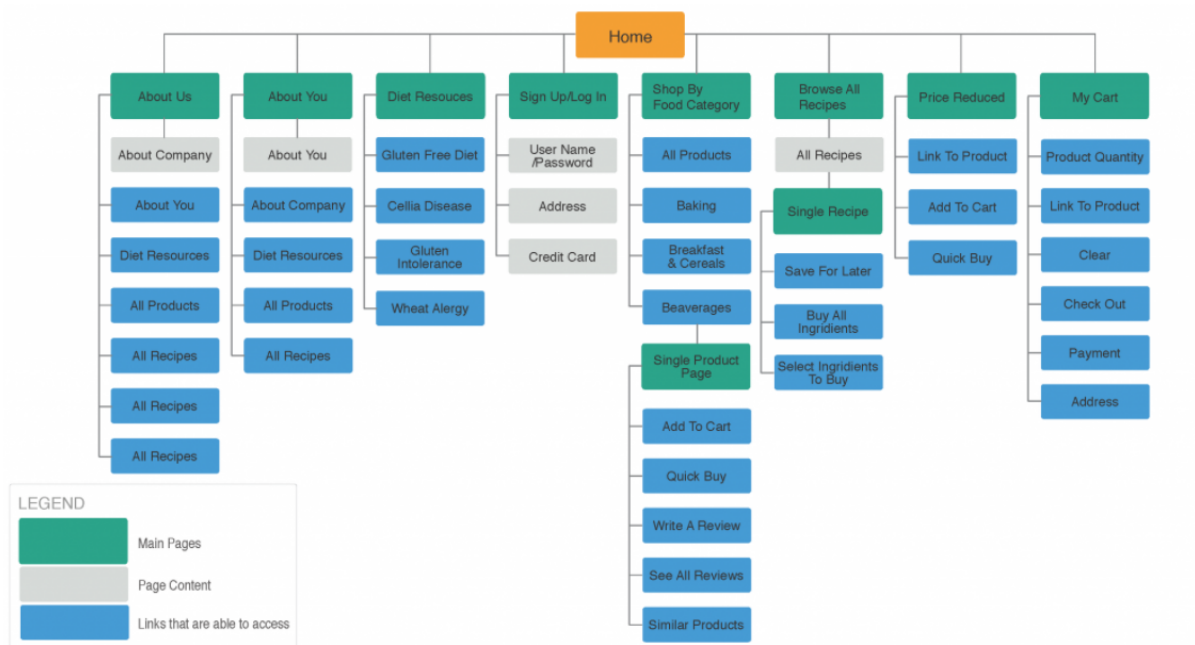 Home
About Us
About Company
About You
Diet Resources
All Products
All Recipes
All Recipes
All Recipes
About You
About You
About Company
Diet Resources
All Products
All Recipes
Diet Resouces
Gluten Free Diet
Cellia Disease
Gluten
Intolerance
Wheat Alergy
Sign Up/Log In
User Name
/Password
Address
Credit Card
Shop By
Food Category
All Products
Baking
Breakfast
& Cereals
Beaverages
Single Product
Page
Add To Cart
Quick Buy
Write A Review
See All Reviews
Similar Products
Browse All
Recipes
All Recipes
Single Recipe
Save For Later
Buy All
Ingridients
Select Ingridients
To Buy
Price Reduced
Link To Product
Add To Cart
Quick Buy
My Cart
Product Quantity
Link To Product
Clear
Check Out
Payment
Address
LEGEND
Main Pages
Page Content
Links that are able to access